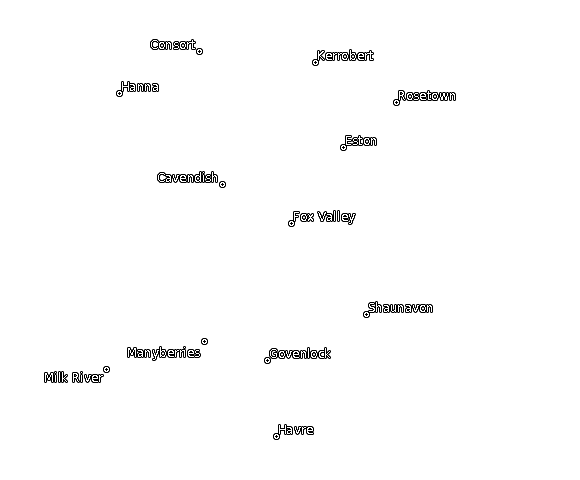 Consort
Kerrobert
Hanna
Rosetown
Eston
Cavendish
Fox Valley
Shaunavon
Manyberries
Govenlock
Milk River
Havre